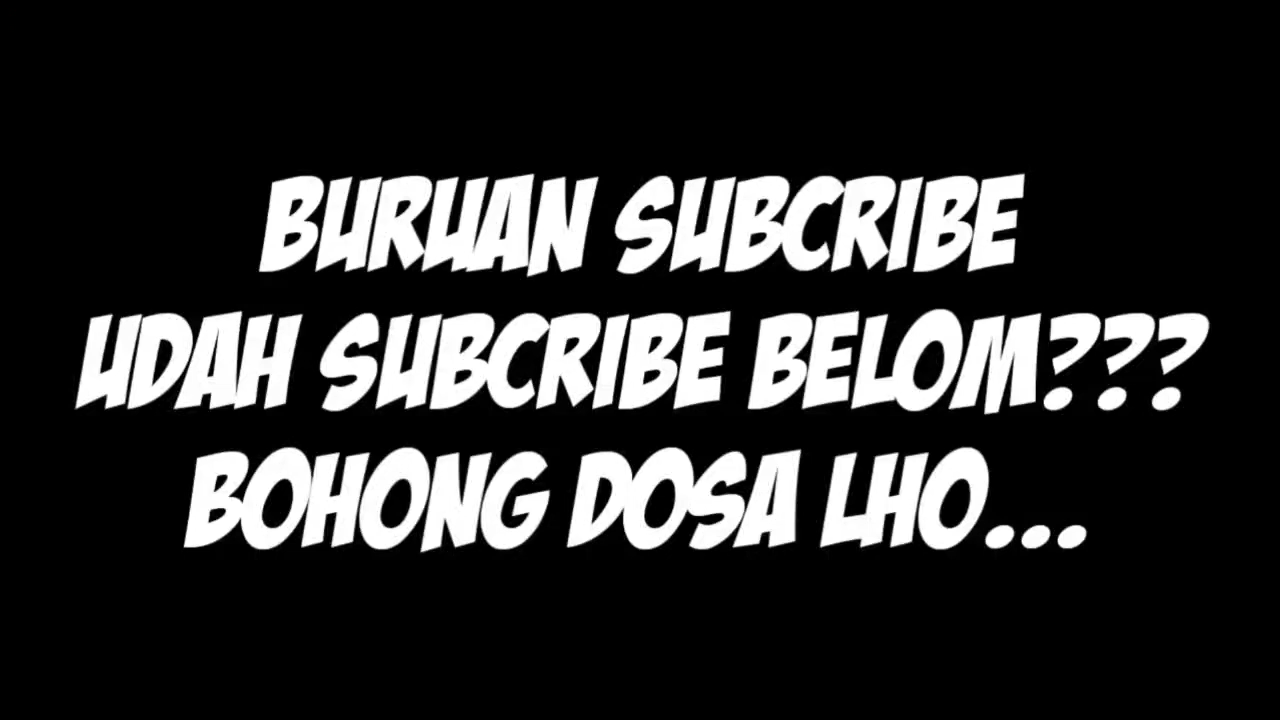 BURUAN SUBCRIBE
UDAH SUBCRIBE BELOM???
BOHONG DOSA LHO...